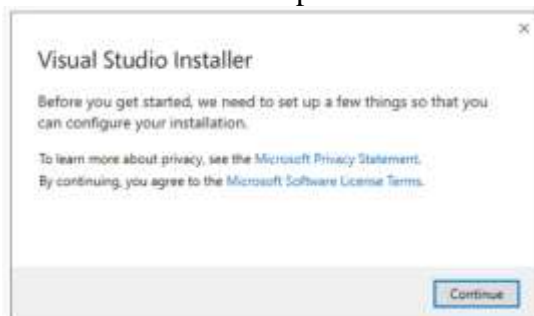 Visual Studio Installer
Before you get started, we need to set up a few things so that you
can configure your installation.
To learn more about privacy, see the Microsoft Privacy Statement.
By continuing, you agree to the Microsoft Software License Terms.
Continue